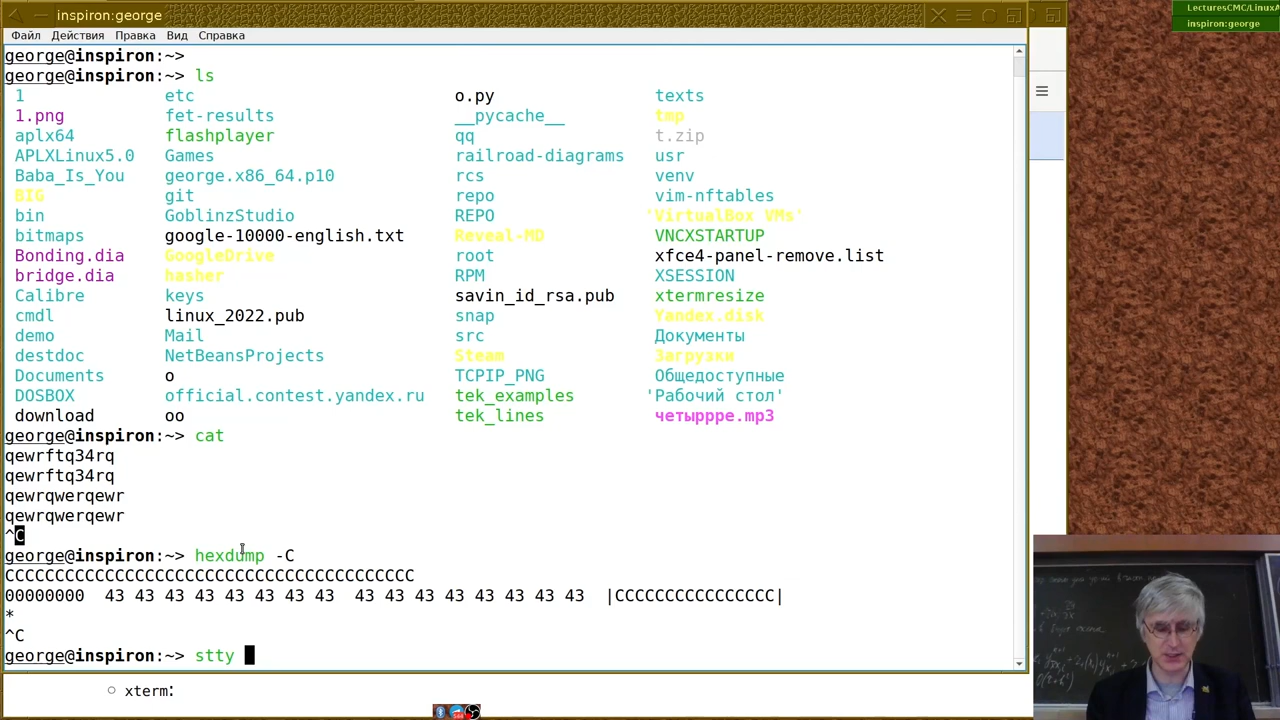 inspiron:george
LecturesCMC/LinuxA
inspiron:george
Файл Действия Правка Вид Справка
george@inspiron:~>
george@inspiron:~> ls
1 etc o.py texts
1.png fet-results __pycache__ tmp
aplx64 flashplayer qq t.zip
APLXLinux5.0 Games railroad-diagrams usr
Baba_Is_You george.x86_64.p10 rcs venv
BIG git repo vim-nftables
bin GoblinzStudio REPO 'VirtualBox VMs'
bitmaps google-10000-english.txt Reveal-MD VNCXSTARTUP
Bonding.dia GoogleDrive root xfce4-panel-remove.list
bridge.dia hasher RPM XSESSION
Calibre keys savin_id_rsa.pub xtermresize
cmdl linux_2022.pub snap Yandex.disk
demo Mail src Документы
destdoc NetBeansProjects Steam Загрузки
Documents o TCPIP_PNG Общедоступные
DOSBOX official.contest.yandex.ru tek_examples 'Рабочий стол'
download oo tek_lines четырppe.mp3
george@inspiron:~> cat
qewrftq34rq
qewrftq34rq
qewrqwerqewr
qewrqwerqewr
^C
george@inspiron:~> hexdump -C
CCCCCCCCCCCCCCCCCCCCCCCCCCCCCCCCCCCCCCCCC
00000000 43 43 43 43 43 43 43 43 43 43 43 43 43 43 43 43 |CCCCCCCCCCCCCCCC|
*
^C
george@inspiron:~> stty
xterm: